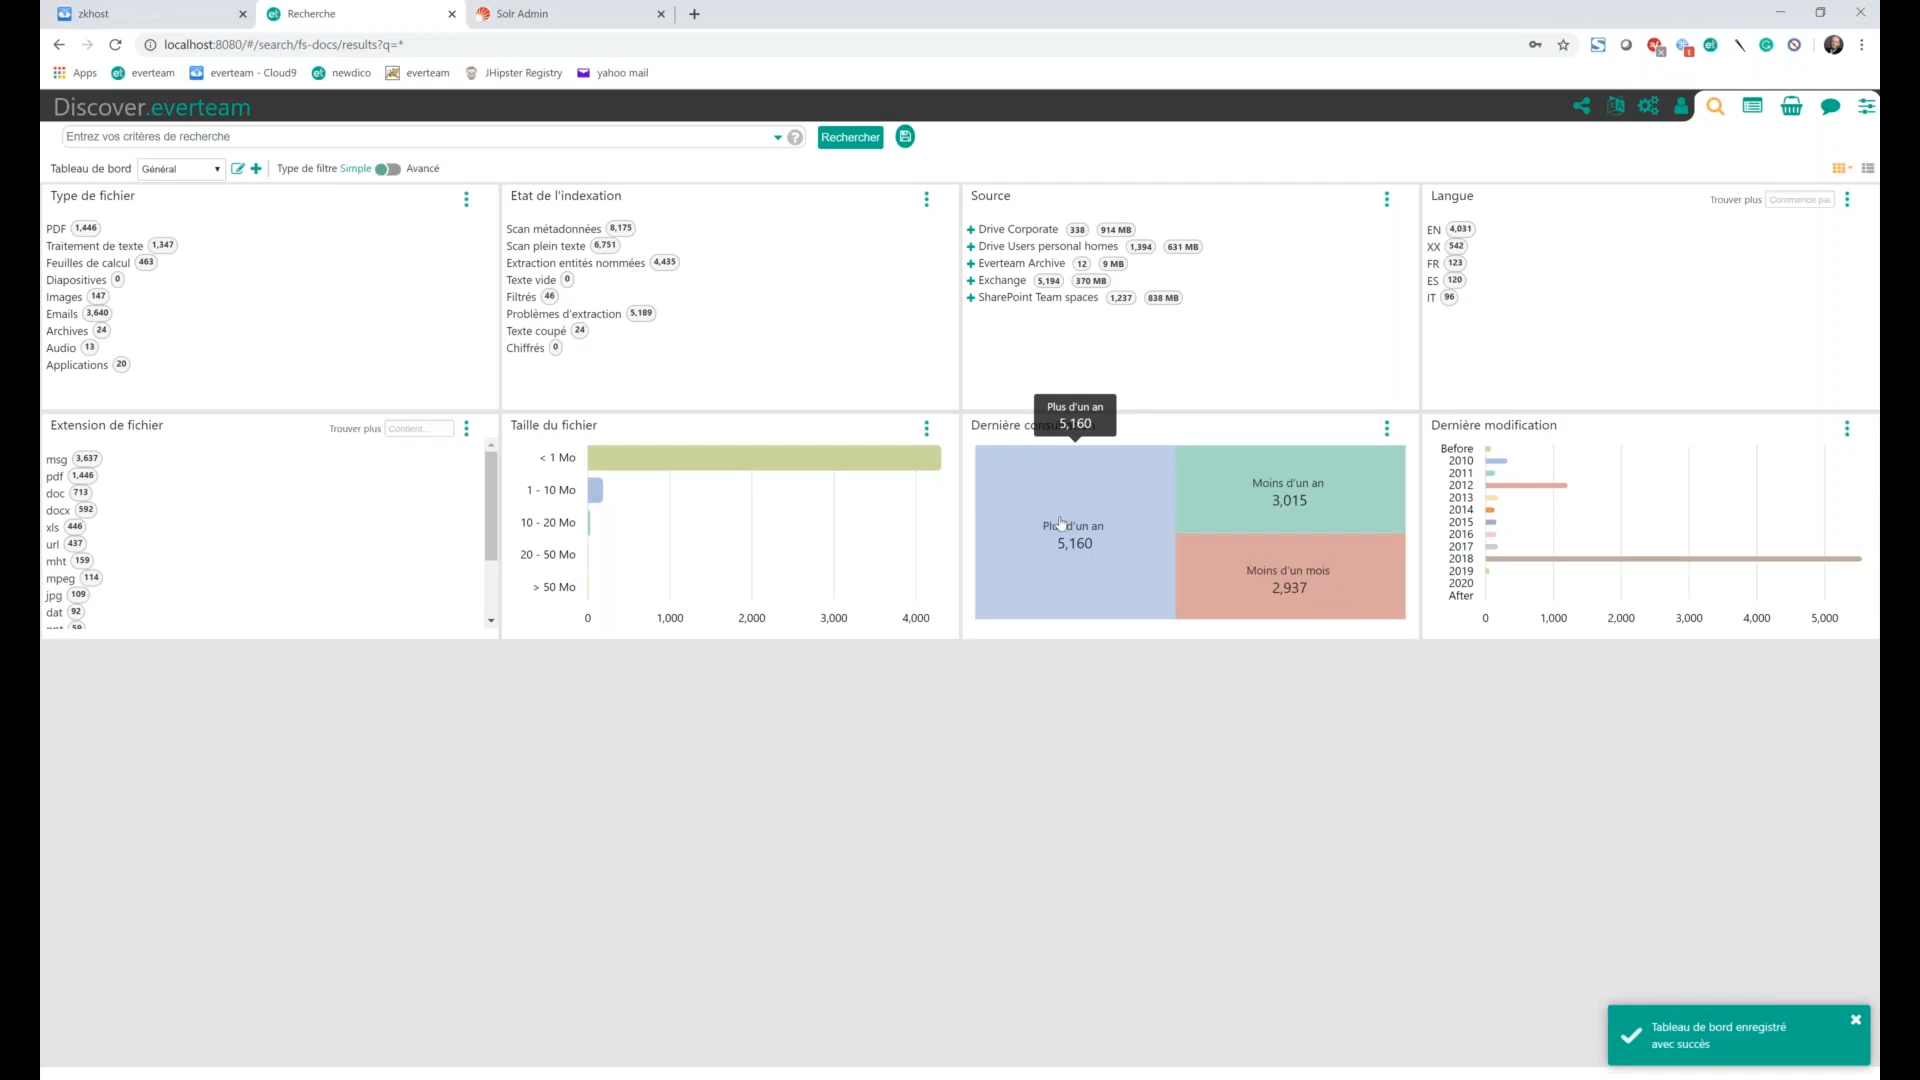 zkhost
Recherche
Solr Admin
localhost:8080/#/search/fs-docs/results?q=*
1
Apps
everteam
everteam - Cloud9
newdico
everteam
JHipster Registry
yahoo mail
Discover.everteam
Entrez vos critères de recherche
Rechercher
Tableau de bord
Général
Type de filtre Simple
Avancé
Type de fichier
PDF 1,446
Traitement de texte 1,347
Feuilles de calcul 463
Diapositives 0
Images 147
Emails 3,640
Archives 24
Audio 13
Applications 20
Etat de l'indexation
Scan métadonnées 8,175
Scan plein texte 6,751
Extraction entités nommées 4,435
Texte vide 0
Filtrés 46
Problèmes d'extraction 5,189
Texte coupé 24
Chiffrés 0
Source
Drive Corporate 338 914 MB
Drive Users personal homes 1,394 631 MB
Everteam Archive 12 9 MB
Exchange 5,194 370 MB
SharePoint Team spaces 1,237 838 MB
Langue
Trouver plus
Commence pa
EN 4,031
XX 542
FR 123
ES 120
IT 96
Extension de fichier
Trouver plus
Contient...
msg 3,637
pdf 1,446
doc 713
docx 592
xls 446
url 437
mht 159
mpeg 114
jpg 109
dat 92
Taille du fichier
< 1 Mo
1 - 10 Mo
10 - 20 Mo
20 - 50 Mo
> 50 Mo
0
1,000
2,000
3,000
4,000
Plus d'un an
5,160
Dernière
Plus d'un an
5,160
Moins d'un an
3,015
Moins d'un mois
2,937
Dernière modification
Before
2010
2011
2012
2013
2014
2015
2016
2017
2018
2019
2020
After
0
1,000
2,000
3,000
4,000
5,000
Tableau de bord enregistré
avec succès